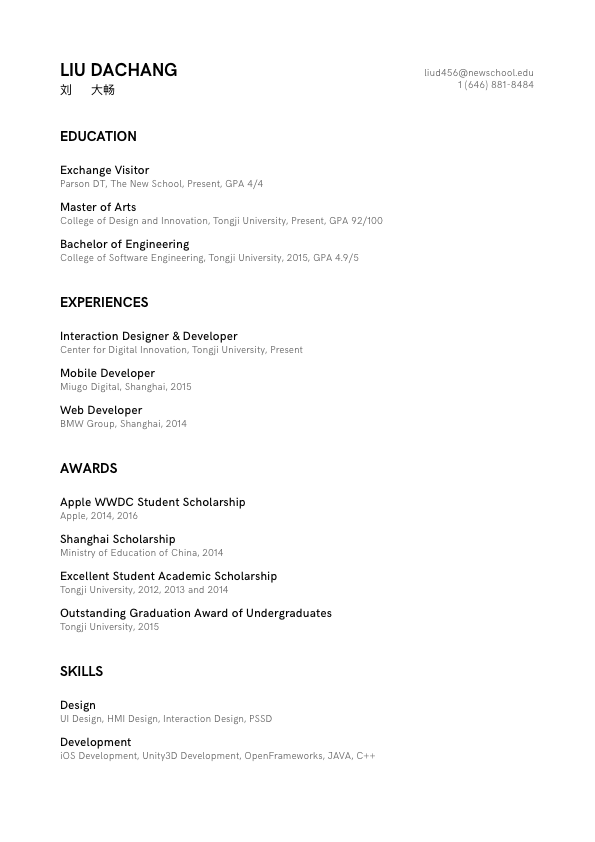 LIU DACHANG
刘 大畅
liud456@newschool.edu
1 (646) 881-8484
EDUCATION
Exchange Visitor
Parson DT, The New School, Present, GPA 4/4
Master of Arts
College of Design and Innovation, Tongji University, Present, GPA 92/100
Bachelor of Engineering
College of Software Engineering, Tongji University, 2015, GPA 4.9/5
EXPERIENCES
Interaction Designer & Developer
Center for Digital Innovation, Tongji University, Present
Mobile Developer
Miugo Digital, Shanghai, 2015
Web Developer
BMW Group, Shanghai, 2014
AWARDS
Apple WWDC Student Scholarship
Apple, 2014, 2016
Shanghai Scholarship
Ministry of Education of China, 2014
Excellent Student Academic Scholarship
Tongji University, 2012, 2013 and 2014
Outstanding Graduation Award of Undergraduates
Tongji University, 2015
SKILLS
Design
UI Design, HMI Design, Interaction Design, PSSD
Development
iOS Development, Unity3D Development, OpenFrameworks, JAVA, C++